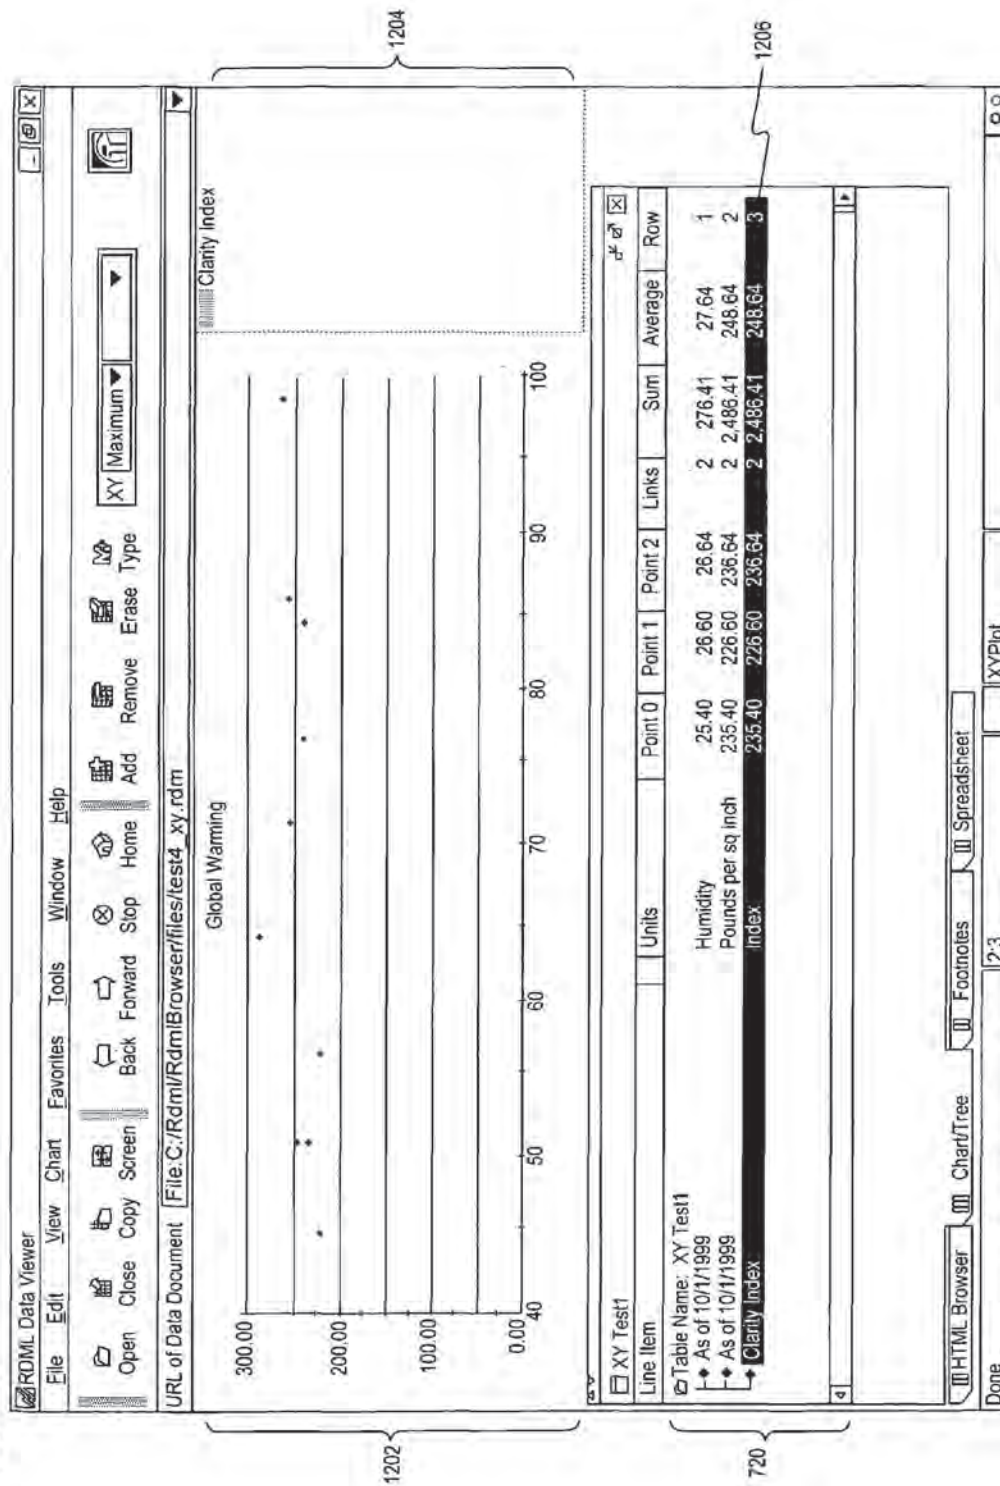 RDML Data Viewer
File Edit View Chart Favorites Tools Window Help
Open Close Copy Screen Back Forward Stop Home Add Remove Erase Type XY Maximum
URL of Data Document File:C:/Rdml/RdmlBrowser/files/test4_xy.rdm
Global Warming
Clarity Index
300.00
200.00
100.00
0.00
40 50 60 70 80 90 100
1202
1204
XY Test1
Line Item Units Point 0 Point 1 Point 2 Links Sum Average Row
Table Name: XY Test1
As of 10/1/1999 Humidity 25.40 26.60 26.64 2 276.41 27.64 1
As of 10/1/1999 Pounds per sq inch 235.40 226.60 236.64 2 2,486.41 248.64 2
Clarity Index Index 235.40 226.60 236.64 2 2,486.41 248.64 3
720
1206
HTML Browser Chart/Tree Footnotes Spreadsheet
Done 2:3 XYPlot